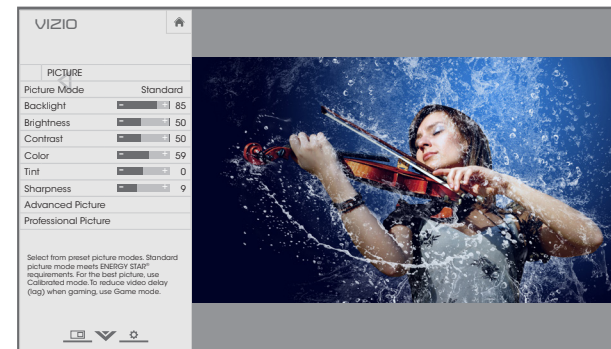 VIZIO
PICTURE
Picture Mode Standard
Backlight 85
Brightness 50
Contrast 50
Color 59
Tint 0
Sharpness 9
Advanced Picture
Professional Picture
Select from preset picture modes. Standard
picture mode meets ENERGY STAR®
requirements. For the best picture, use
Calibrated mode. To reduce video delay
(lag) when gaming, use Game mode.